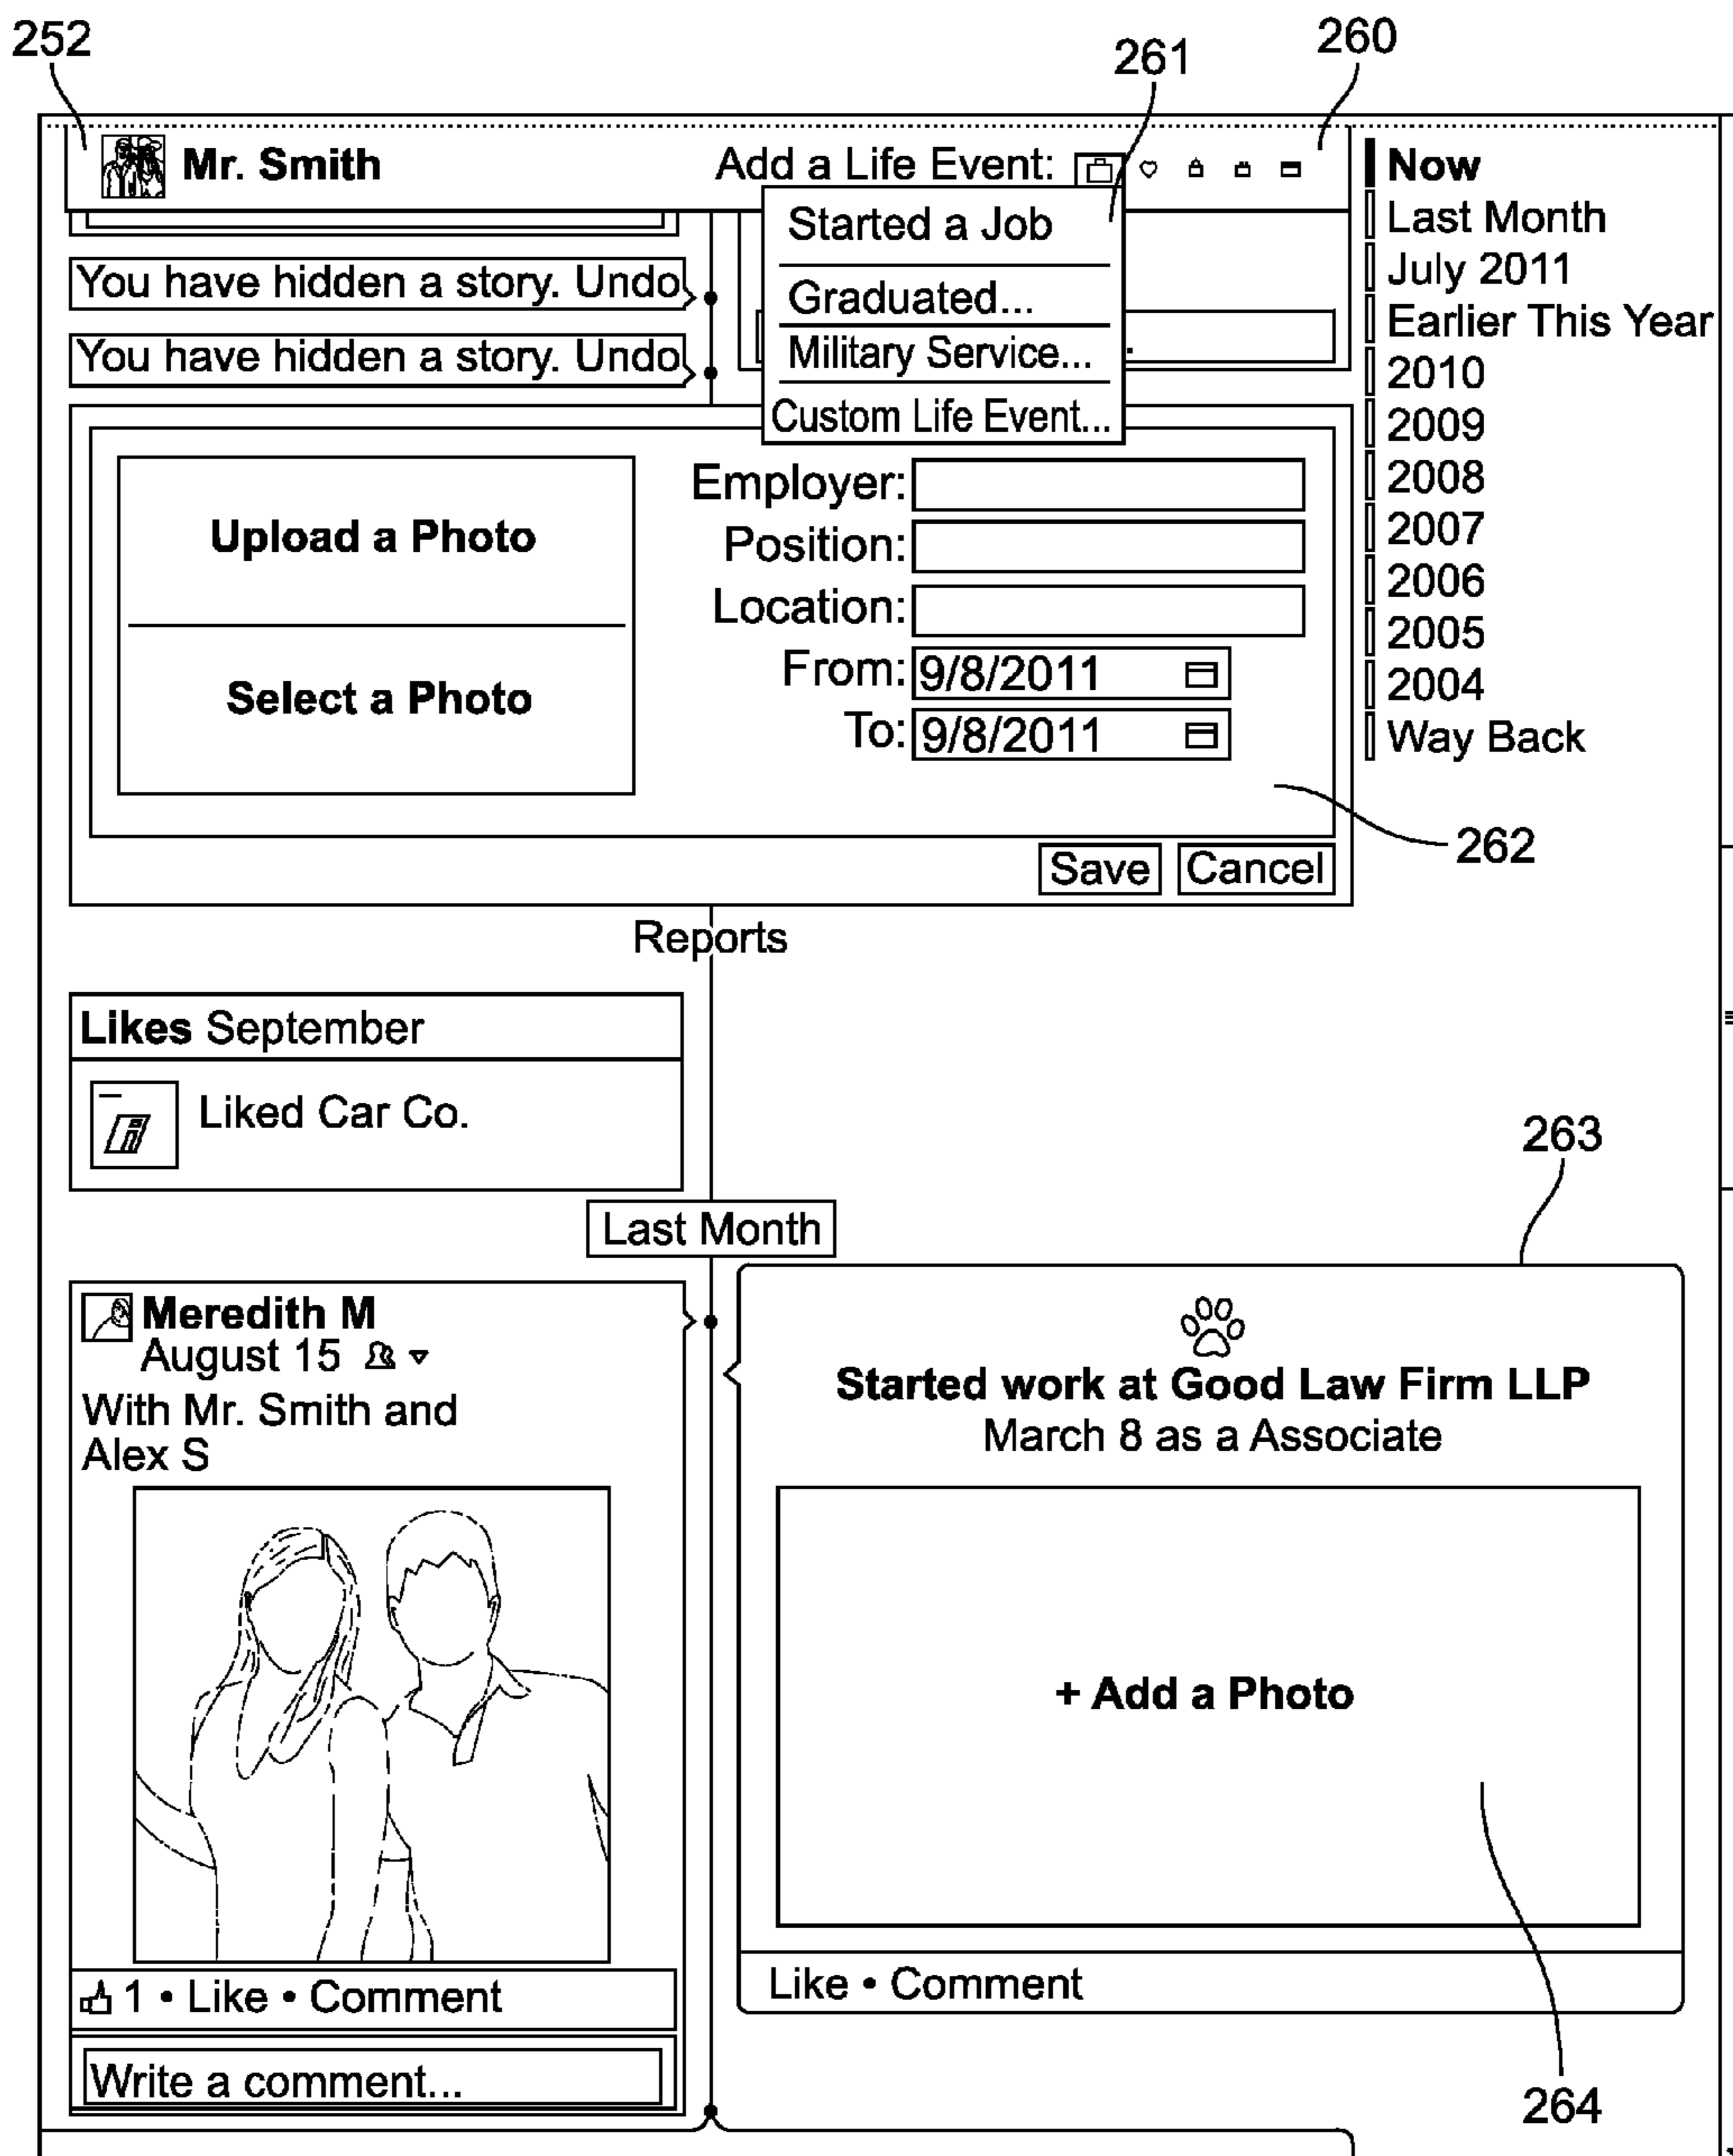 252
261
260
Mr. Smith
Add a Life Event:
Started a Job
Graduated...
Military Service...
Custom Life Event...
Now
Last Month
July 2011
Earlier This Year
2010
2009
2008
2007
2006
2005
2004
Way Back
You have hidden a story. Undo
You have hidden a story. Undo
Upload a Photo
Select a Photo
Employer:
Position:
Location:
From: 9/8/2011
To: 9/8/2011
262
Save Cancel
Reports
Likes September
Liked Car Co.
263
Last Month
Meredith M
August 15
With Mr. Smith and
Alex S
1 • Like • Comment
Write a comment...
Started work at Good Law Firm LLP
March 8 as a Associate
+ Add a Photo
Like • Comment
264